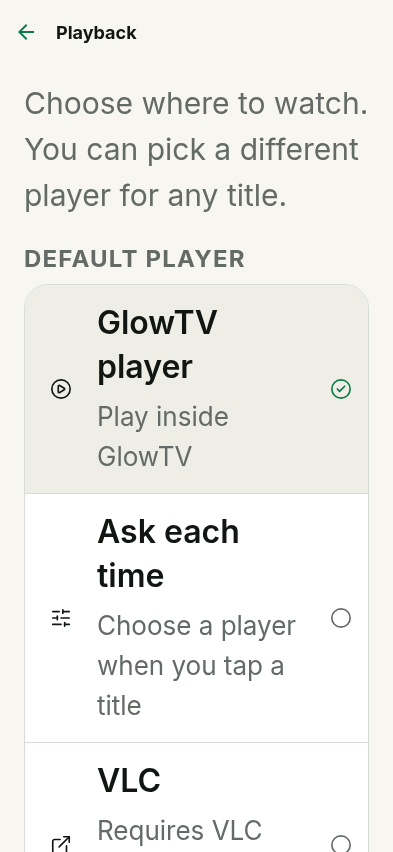 Playback
Choose where to watch.
You can pick a different
player for any title.
DEFAULT PLAYER
GlowTV
player
Play inside
GlowTV
Ask each
time
Choose a player
when you tap a
title
VLC
Requires VLC